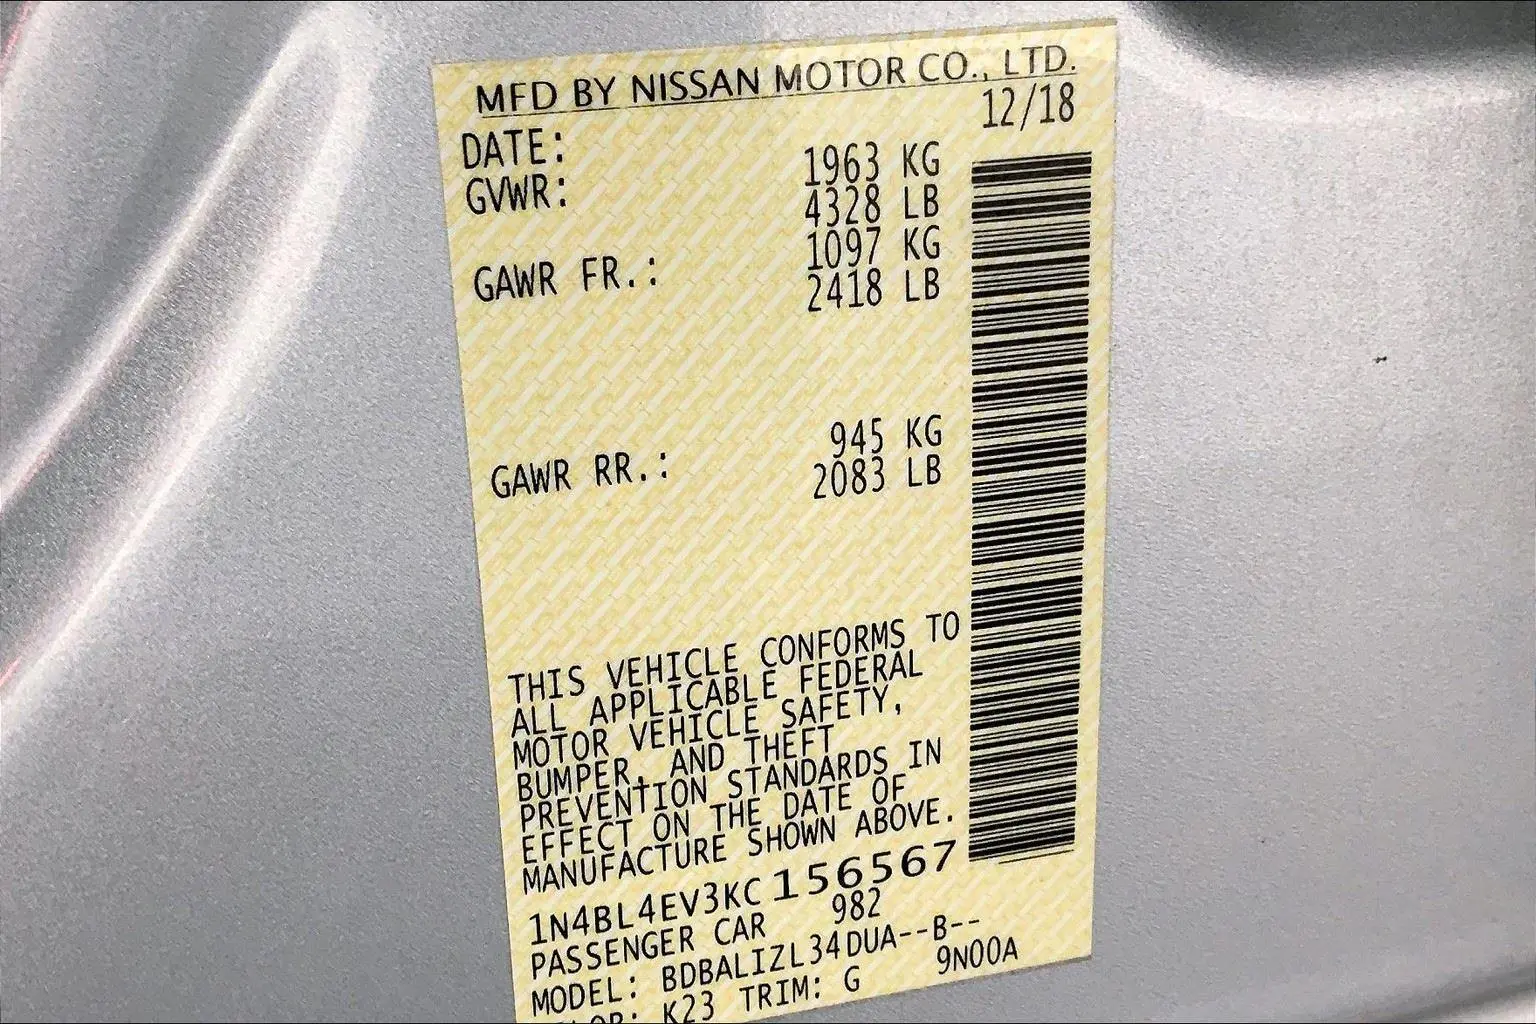 MFD BY NISSAN MOTOR CO., LTD.
DATE: 12/18
GVWR: 1963 KG
4328 LB
GAWR FR.: 1097 KG
2418 LB
GAWR RR.: 945 KG
2083 LB
THIS VEHICLE CONFORMS TO
ALL APPLICABLE FEDERAL
MOTOR VEHICLE SAFETY,
BUMPER, AND THEFT
PREVENTION STANDARDS IN
EFFECT ON THE DATE OF
MANUFACTURE SHOWN ABOVE.
1N4BL4EV3KC156567
PASSENGER CAR 982
MODEL: BDBALIZL34DUA--B--
K23 TRIM: G 9N00A